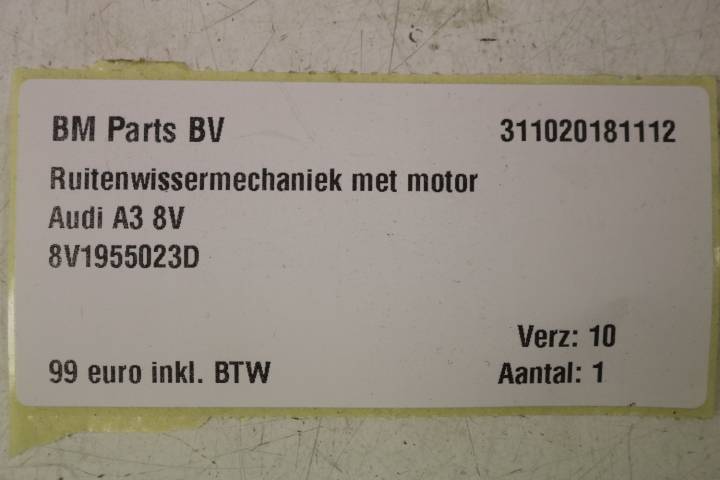 BM Parts BV 311020181112
Ruitenwissermechaniek met motor
Audi A3 8V
8V1955023D
Verz: 10
99 euro inkl. BTW Aantal: 1